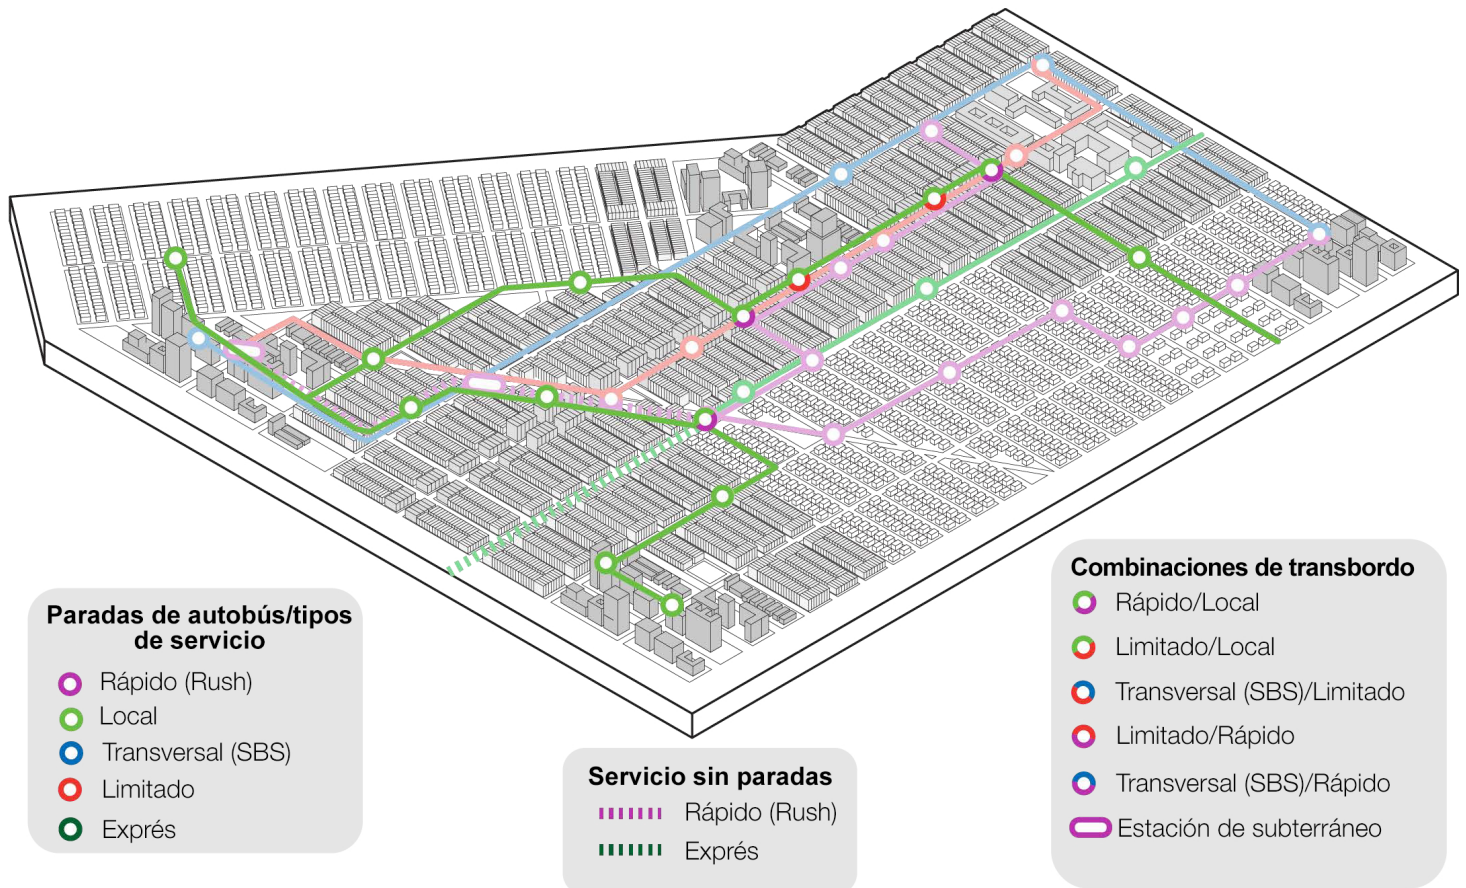 Paradas de autobús/tipos
de servicio
Rápido (Rush)
Local
Transversal (SBS)
Limitado
Exprés
Servicio sin paradas
Rápido (Rush)
Exprés
Combinaciones de transbordo
Rápido/Local
Limitado/Local
Transversal (SBS)/Limitado
Limitado/Rápido
Transversal (SBS)/Rápido
Estación de subterráneo